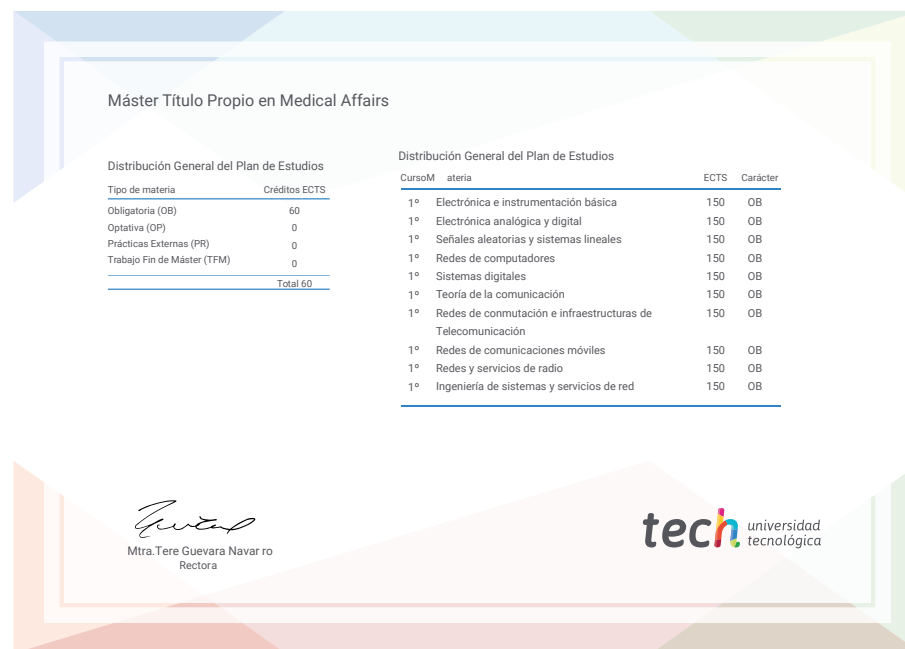 Máster Título Propio en Medical Affairs
Distribución General del Plan de Estudios
Tipo de materia Créditos ECTS
Obligatoria (OB) 60
Optativa (OP) 0
Prácticas Externas (PR) 0
Trabajo Fin de Máster (TFM) 0
Total 60
Distribución General del Plan de Estudios
CursoM ateria ECTS Carácter
1º Electrónica e instrumentación básica 150 OB
1º Electrónica analógica y digital 150 OB
1º Señales aleatorias y sistemas lineales 150 OB
1º Redes de computadores 150 OB
1º Sistemas digitales 150 OB
1º Teoría de la comunicación 150 OB
1º Redes de conmutación e infraestructuras de 150 OB
Telecomunicación
1º Redes de comunicaciones móviles 150 OB
1º Redes y servicios de radio 150 OB
1º Ingeniería de sistemas y servicios de red 150 OB
Mtra.Tere Guevara Navar ro
Rectora
tech universidad
tecnológica